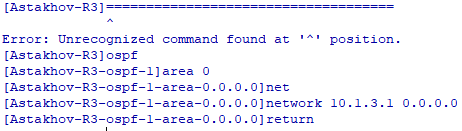 [Astakhov-R3]====================================
^
Error: Unrecognized command found at '^' position.
[Astakhov-R3]ospf
[Astakhov-R3-ospf-1]area 0
[Astakhov-R3-ospf-1-area-0.0.0.0]net
[Astakhov-R3-ospf-1-area-0.0.0.0]network 10.1.3.1 0.0.0.0
[Astakhov-R3-ospf-1-area-0.0.0.0]return